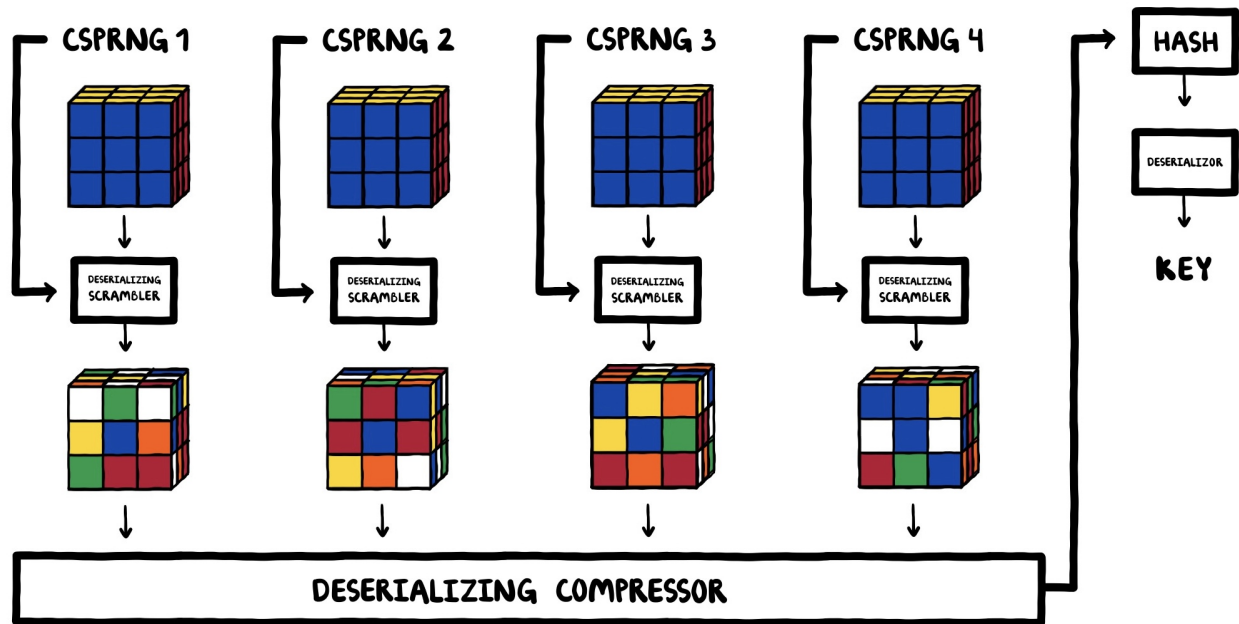 CSPRNG 1
CSPRNG 2
CSPRNG 3
CSPRNG 4
HASH
DESERIALIZOR
KEY
DESERIALIZING
SCRAMBLER
DESERIALIZING
SCRAMBLER
DESERIALIZING
SCRAMBLER
DESERIALIZING
SCRAMBLER
DESERIALIZING COMPRESSOR